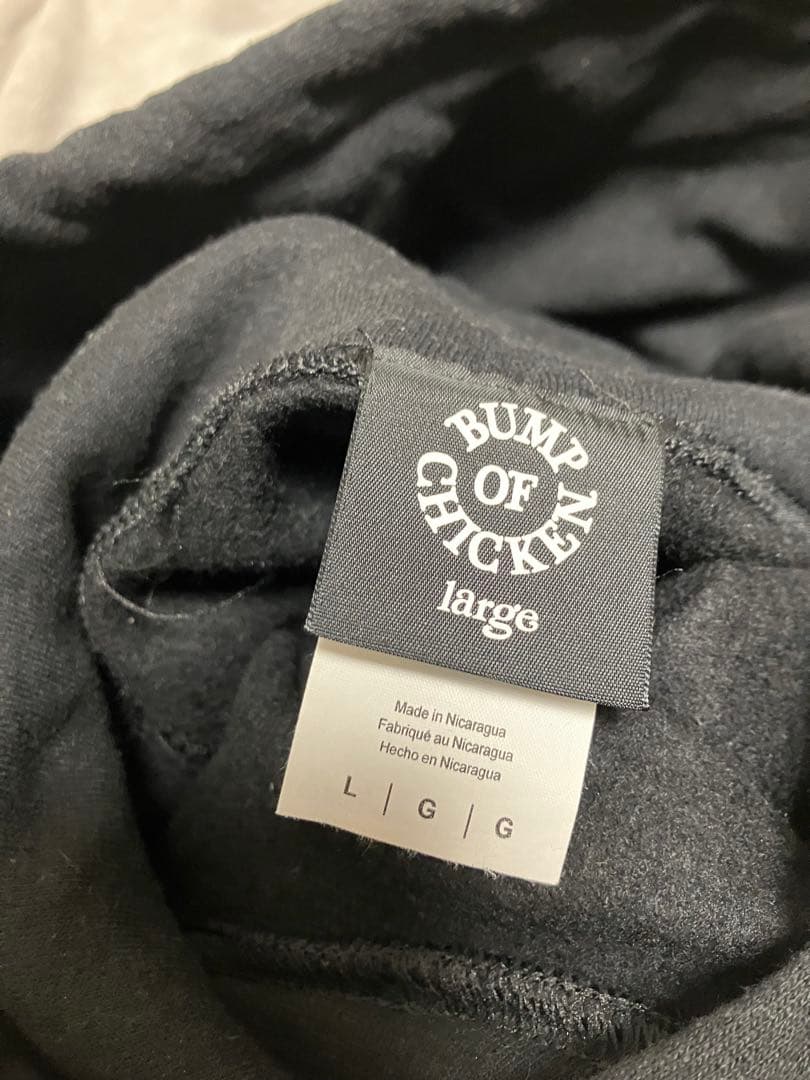 BUMP
OF
CHICKEN
large
Made in Nicaragua
Fabriqué au Nicaragua
Hecho en Nicaragua
L | G | G